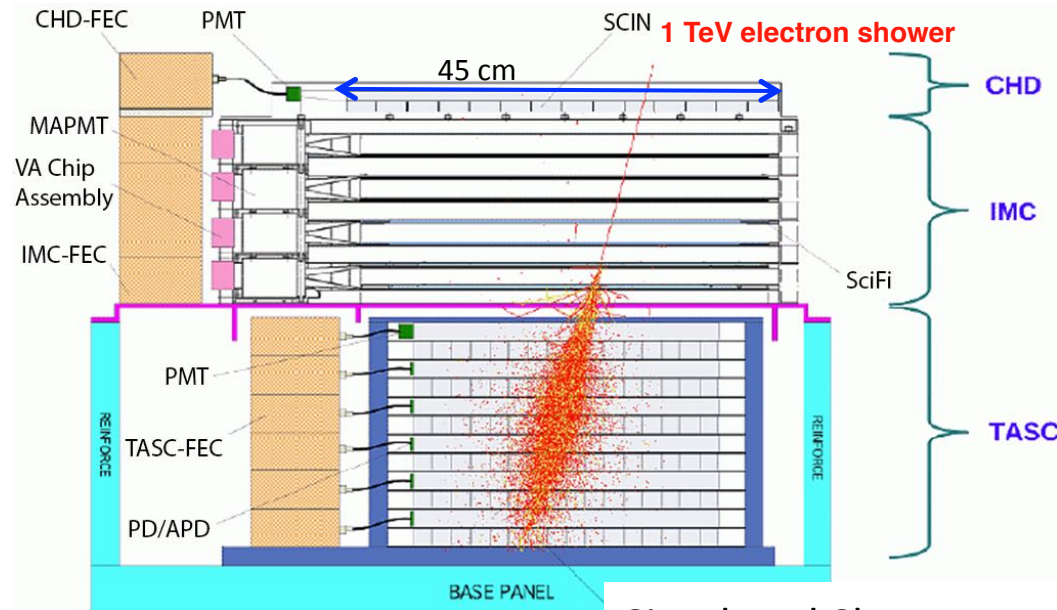 CHD-FEC
PMT
SCIN
1 TeV electron shower
45 cm
CHD
MAPMT
VA Chip
Assembly
IMC
IMC-FEC
SciFi
PMT
REINFORCE
REINFORCE
TASC-FEC
TASC
PD/APD
BASE PANEL